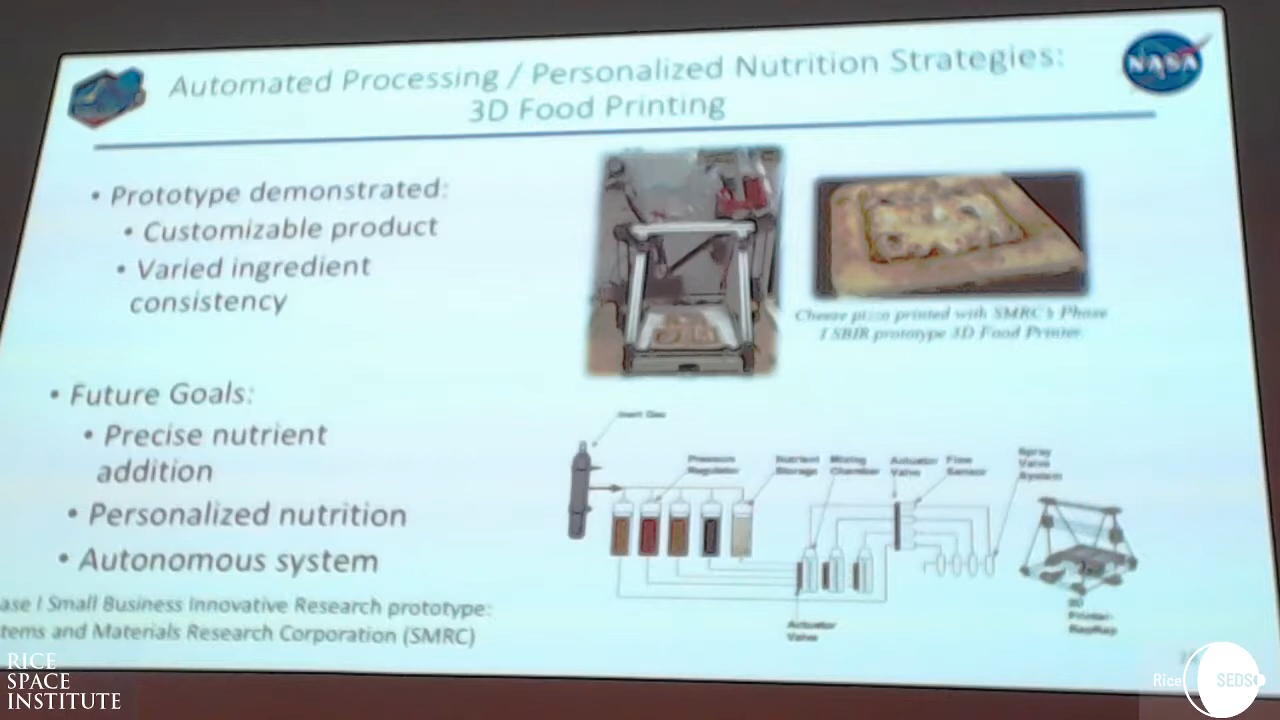 Automated Processing / Personalized Nutrition Strategies:
3D Food Printing
NASA
• Prototype demonstrated:
• Customizable product
• Varied ingredient
consistency
Cheese pizza printed with SMRC's Phase
I SBIR prototype 3D Food Printer.
• Future Goals:
• Precise nutrient
addition
• Personalized nutrition
• Autonomous system
ase I Small Business Innovative Research prototype:
tems and Materials Research Corporation (SMRC)
Inert Gas
Pressure
Regulator
Nutrient
Storage
Mixing
Chamber
Actuator
Valve
Flow
Sensor
Spray
Valve
System
Actuator
Valve
3D
Printer-
RepRap
RICE
SPACE
INSTITUTE
Rice SEDS